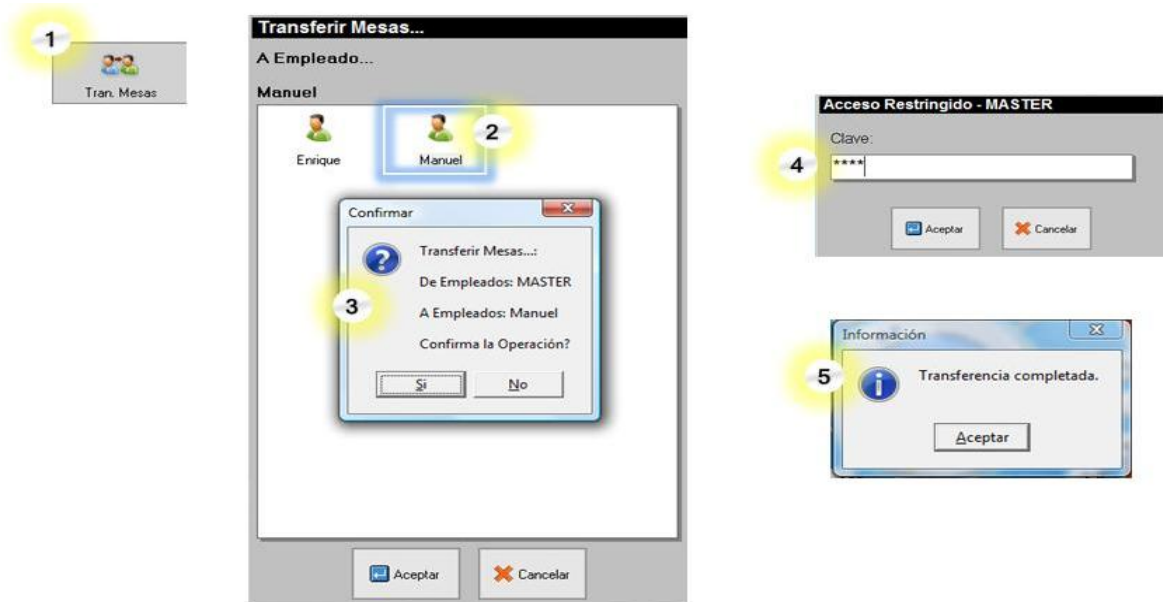 1
Tran. Mesas
Transferir Mesas...
A Empleado...
Manuel
Enrique
Manuel
2
Confirmar
Transferir Mesas...:
De Empleados: MASTER
3
A Empleados: Manuel
Confirma la Operación?
Si
No
Aceptar
Cancelar
Acceso Restringido - MASTER
Clave:
4
****
Aceptar
Cancelar
Información
5
Transferencia completada.
Aceptar